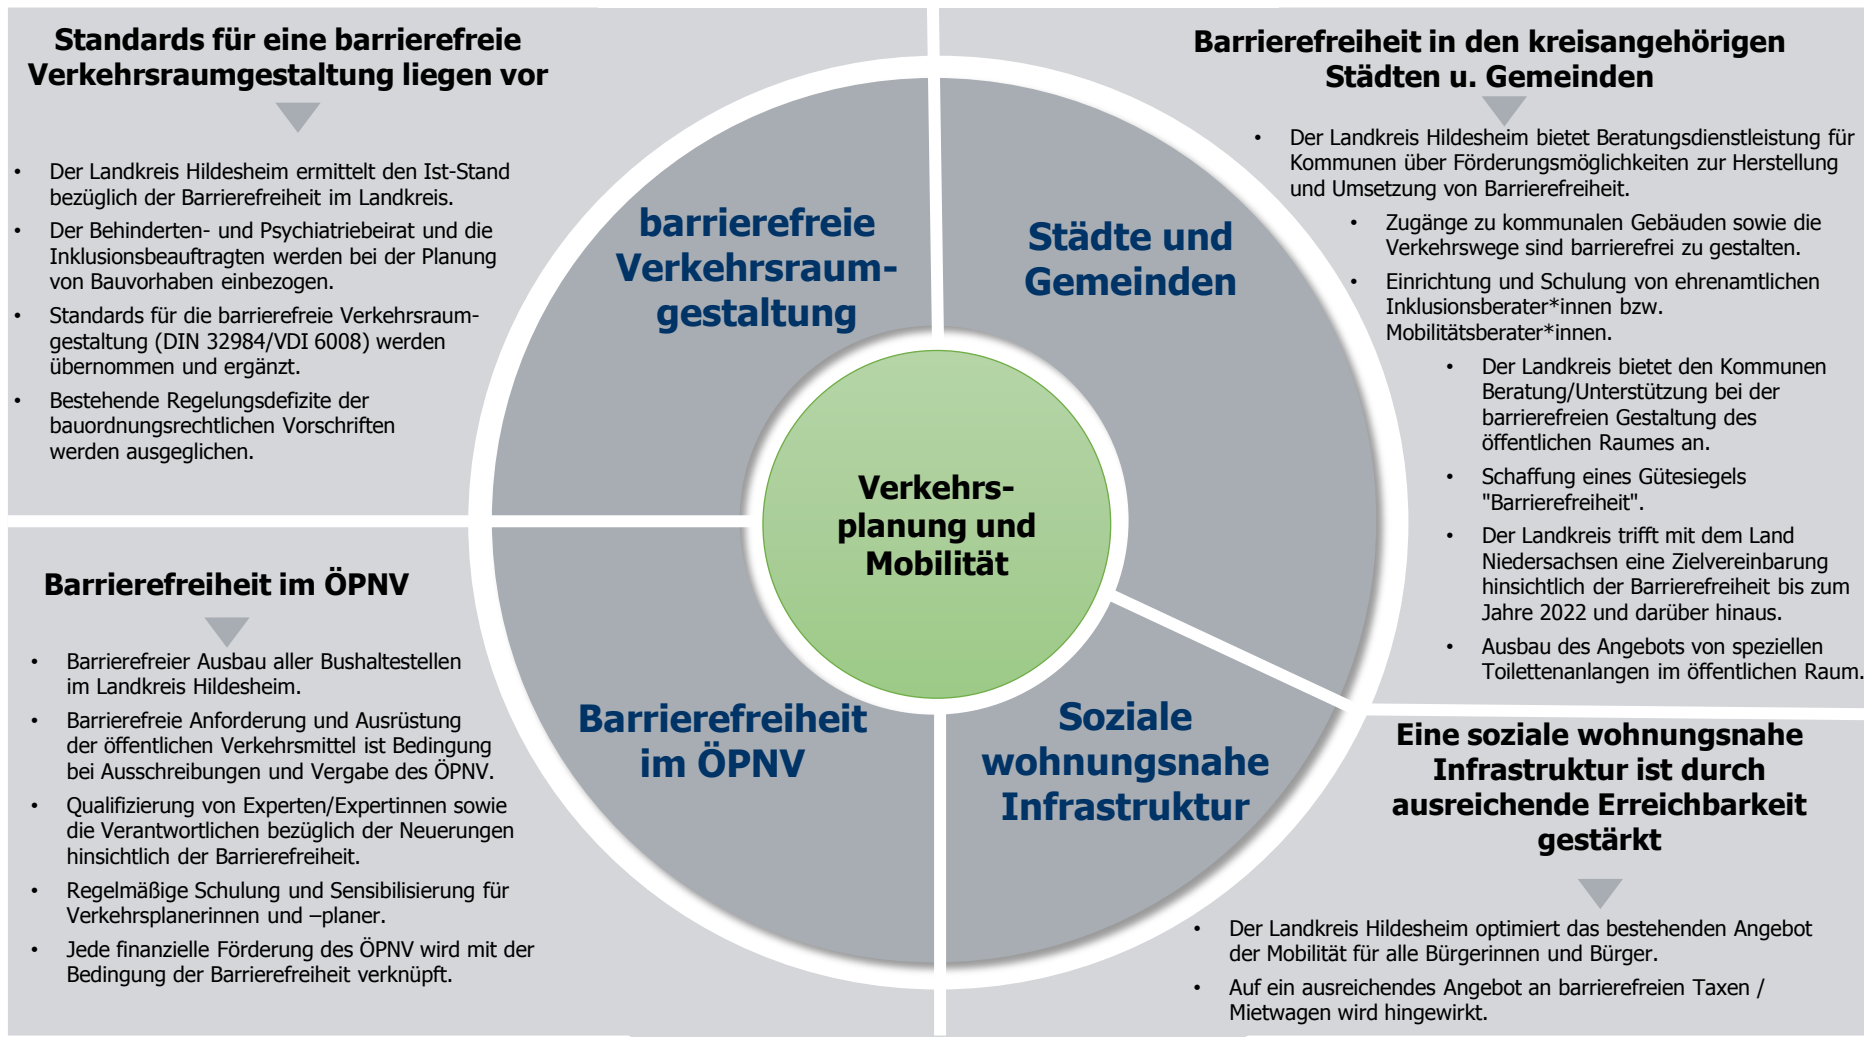 Standards für eine barrierefreie
Verkehrsraumgestaltung liegen vor
• Der Landkreis Hildesheim ermittelt den Ist-Stand
bezüglich der Barrierefreiheit im Landkreis.
• Der Behinderten- und Psychiatriebeirat und die
Inklusionsbeauftragten werden bei der Planung
von Bauvorhaben einbezogen.
• Standards für die barrierefreie Verkehrsraum-
gestaltung (DIN 32984/VDI 6008) werden
übernommen und ergänzt.
• Bestehende Regelungsdefizite der
bauordnungsrechtlichen Vorschriften
werden ausgeglichen.
Barrierefreiheit in den kreisangehörigen
Städten u. Gemeinden
• Der Landkreis Hildesheim bietet Beratungsdienstleistung für
Kommunen über Förderungsmöglichkeiten zur Herstellung
und Umsetzung von Barrierefreiheit.
• Zugänge zu kommunalen Gebäuden sowie die
Verkehrswege sind barrierefrei zu gestalten.
• Einrichtung und Schulung von ehrenamtlichen
Inklusionsberater*innen bzw.
Mobilitätsberater*innen.
• Der Landkreis bietet den Kommunen
Beratung/Unterstützung bei der
barrierefreien Gestaltung des
öffentlichen Raumes an.
• Schaffung eines Gütesiegels
"Barrierefreiheit".
• Der Landkreis trifft mit dem Land
Niedersachsen eine Zielvereinbarung
hinsichtlich der Barrierefreiheit bis zum
Jahre 2022 und darüber hinaus.
• Ausbau des Angebots von speziellen
Toilettenanlangen im öffentlichen Raum.
barrierefreie
Verkehrsraum-
gestaltung
Städte und
Gemeinden
Verkehrs-
planung und
Mobilität
Barrierefreiheit
im ÖPNV
Soziale
wohnungsnahe
Infrastruktur
Barrierefreiheit im ÖPNV
• Barrierefreier Ausbau aller Bushaltestellen
im Landkreis Hildesheim.
• Barrierefreie Anforderung und Ausrüstung
der öffentlichen Verkehrsmittel ist Bedingung
bei Ausschreibungen und Vergabe des ÖPNV.
• Qualifizierung von Experten/Expertinnen sowie
die Verantwortlichen bezüglich der Neuerungen
hinsichtlich der Barrierefreiheit.
• Regelmäßige Schulung und Sensibilisierung für
Verkehrsplanerinnen und –planer.
• Jede finanzielle Förderung des ÖPNV wird mit der
Bedingung der Barrierefreiheit verknüpft.
Eine soziale wohnungsnahe
Infrastruktur ist durch
ausreichende Erreichbarkeit
gestärkt
• Der Landkreis Hildesheim optimiert das bestehenden Angebot
der Mobilität für alle Bürgerinnen und Bürger.
• Auf ein ausreichendes Angebot an barrierefreien Taxen /
Mietwagen wird hingewirkt.